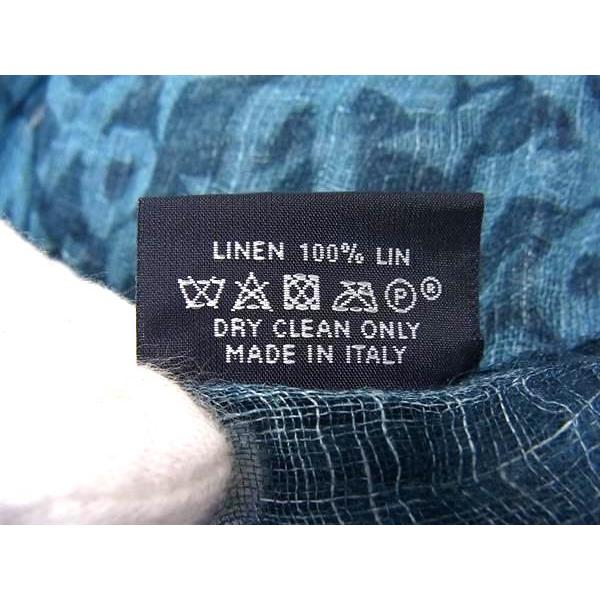 LINEN 100% LIN
P ®
DRY CLEAN ONLY
MADE IN ITALY